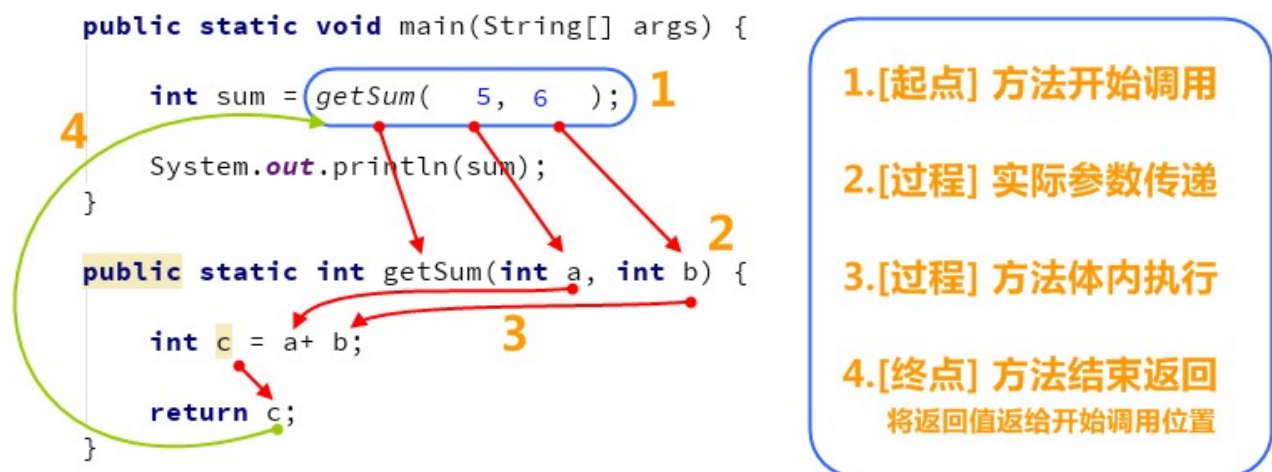 public static void main(String[] args) {
int sum = getSum( 5, 6 ); 1
4
System.out.println(sum);
}
2
public static int getSum(int a, int b) {
3
int c = a+ b;
return c;
}
1.[起点] 方法开始调用
2.[过程] 实际参数传递
3.[过程] 方法体内执行
4.[终点] 方法结束返回
将返回值返给开始调用位置